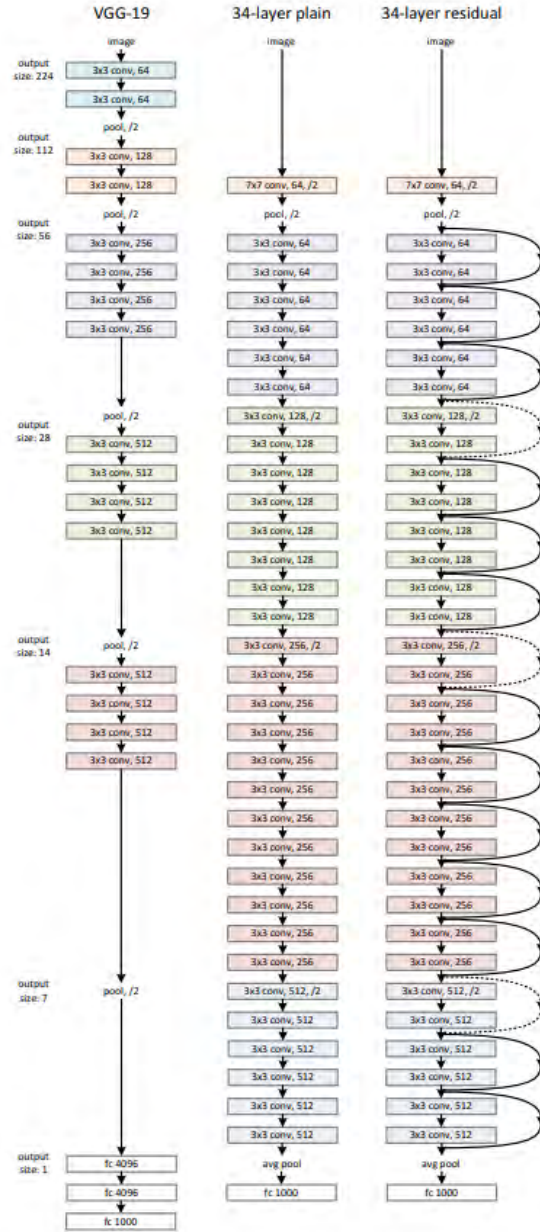 output
size: 224
output
size: 112
output
size: 56
output
size: 28
output
size: 14
output
size: 7
output
size: 1
VGG-19
image
3x3 conv, 64
3x3 conv, 64
pool, /2
3x3 conv, 128
3x3 conv, 128
pool, /2
3x3 conv, 256
3x3 conv, 256
3x3 conv, 256
3x3 conv, 256
pool, /2
3x3 conv, 512
3x3 conv, 512
3x3 conv, 512
3x3 conv, 512
pool, /2
3x3 conv, 512
3x3 conv, 512
3x3 conv, 512
3x3 conv, 512
pool, /2
fc 4096
fc 4096
fc 1000
34-layer plain
image
7x7 conv, 64, /2
pool, /2
3x3 conv, 64
3x3 conv, 64
3x3 conv, 64
3x3 conv, 64
3x3 conv, 64
3x3 conv, 64
3x3 conv, 128, /2
3x3 conv, 128
3x3 conv, 128
3x3 conv, 128
3x3 conv, 128
3x3 conv, 128
3x3 conv, 128
3x3 conv, 128
3x3 conv, 256, /2
3x3 conv, 256
3x3 conv, 256
3x3 conv, 256
3x3 conv, 256
3x3 conv, 256
3x3 conv, 256
3x3 conv, 256
3x3 conv, 256
3x3 conv, 256
3x3 conv, 256
3x3 conv, 256
3x3 conv, 512, /2
3x3 conv, 512
3x3 conv, 512
3x3 conv, 512
3x3 conv, 512
3x3 conv, 512
avg pool
fc 1000
34-layer residual
image
7x7 conv, 64, /2
pool, /2
3x3 conv, 64
3x3 conv, 64
3x3 conv, 64
3x3 conv, 64
3x3 conv, 64
3x3 conv, 64
3x3 conv, 128, /2
3x3 conv, 128
3x3 conv, 128
3x3 conv, 128
3x3 conv, 128
3x3 conv, 128
3x3 conv, 128
3x3 conv, 128
3x3 conv, 256, /2
3x3 conv, 256
3x3 conv, 256
3x3 conv, 256
3x3 conv, 256
3x3 conv, 256
3x3 conv, 256
3x3 conv, 256
3x3 conv, 256
3x3 conv, 256
3x3 conv, 256
3x3 conv, 256
3x3 conv, 512, /2
3x3 conv, 512
3x3 conv, 512
3x3 conv, 512
3x3 conv, 512
3x3 conv, 512
avg pool
fc 1000